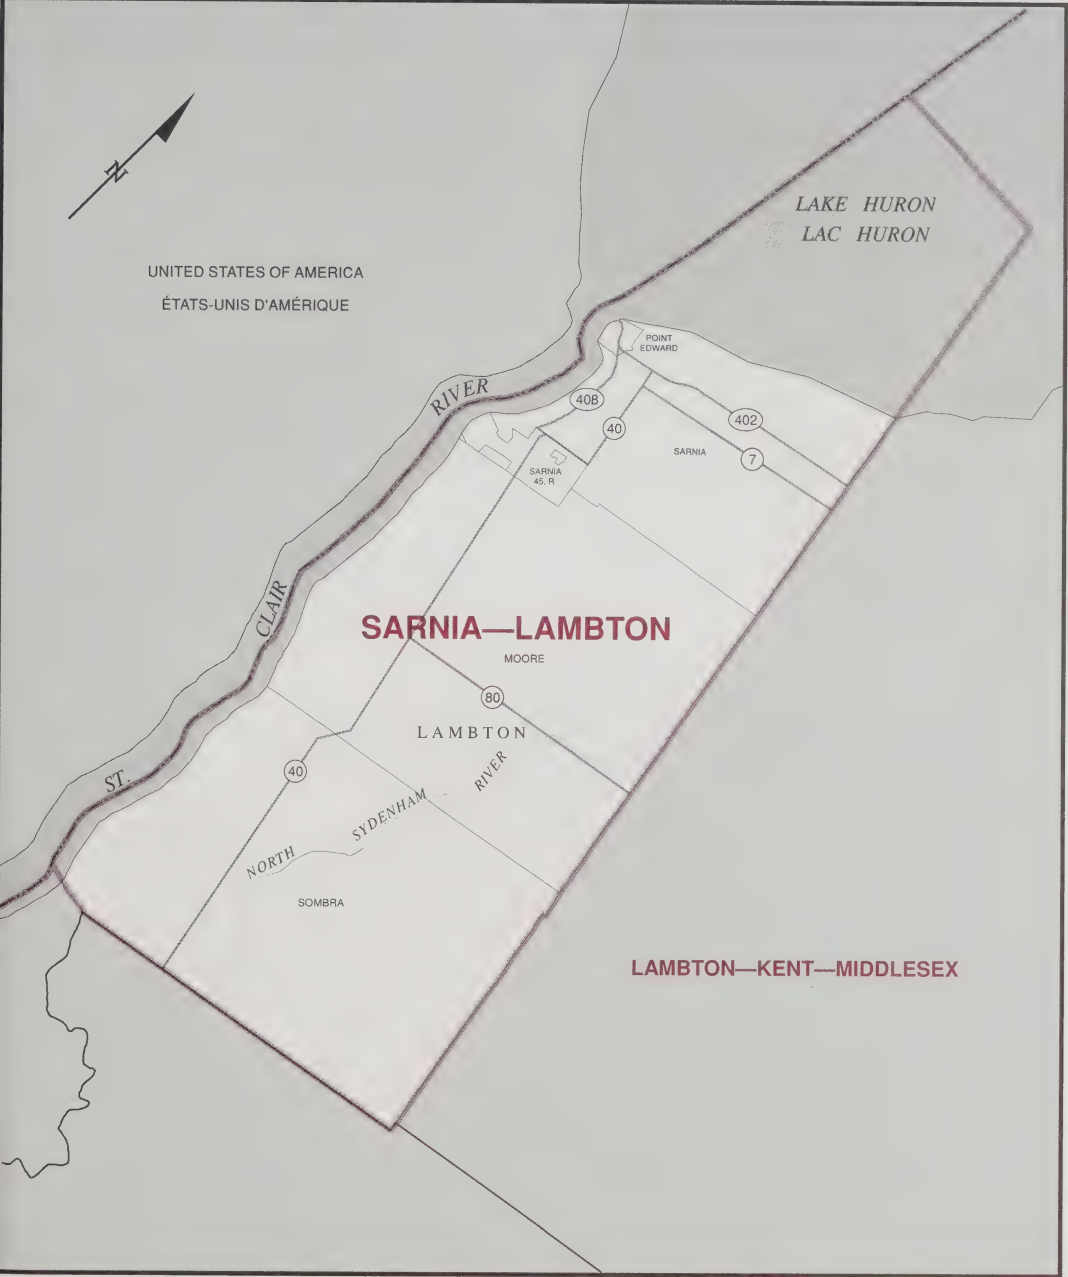 N
LAKE HURON
LAC HURON
UNITED STATES OF AMERICA
ÉTATS-UNIS D'AMÉRIQUE
POINT
EDWARD
ST. CLAIR RIVER
40B
402
40
7
SARNIA
SARNIA
45. R
SARNIA—LAMBTON
MOORE
80
LAMBTON
40
NORTH SYDENHAM RIVER
SOMBRA
LAMBTON—KENT—MIDDLESEX